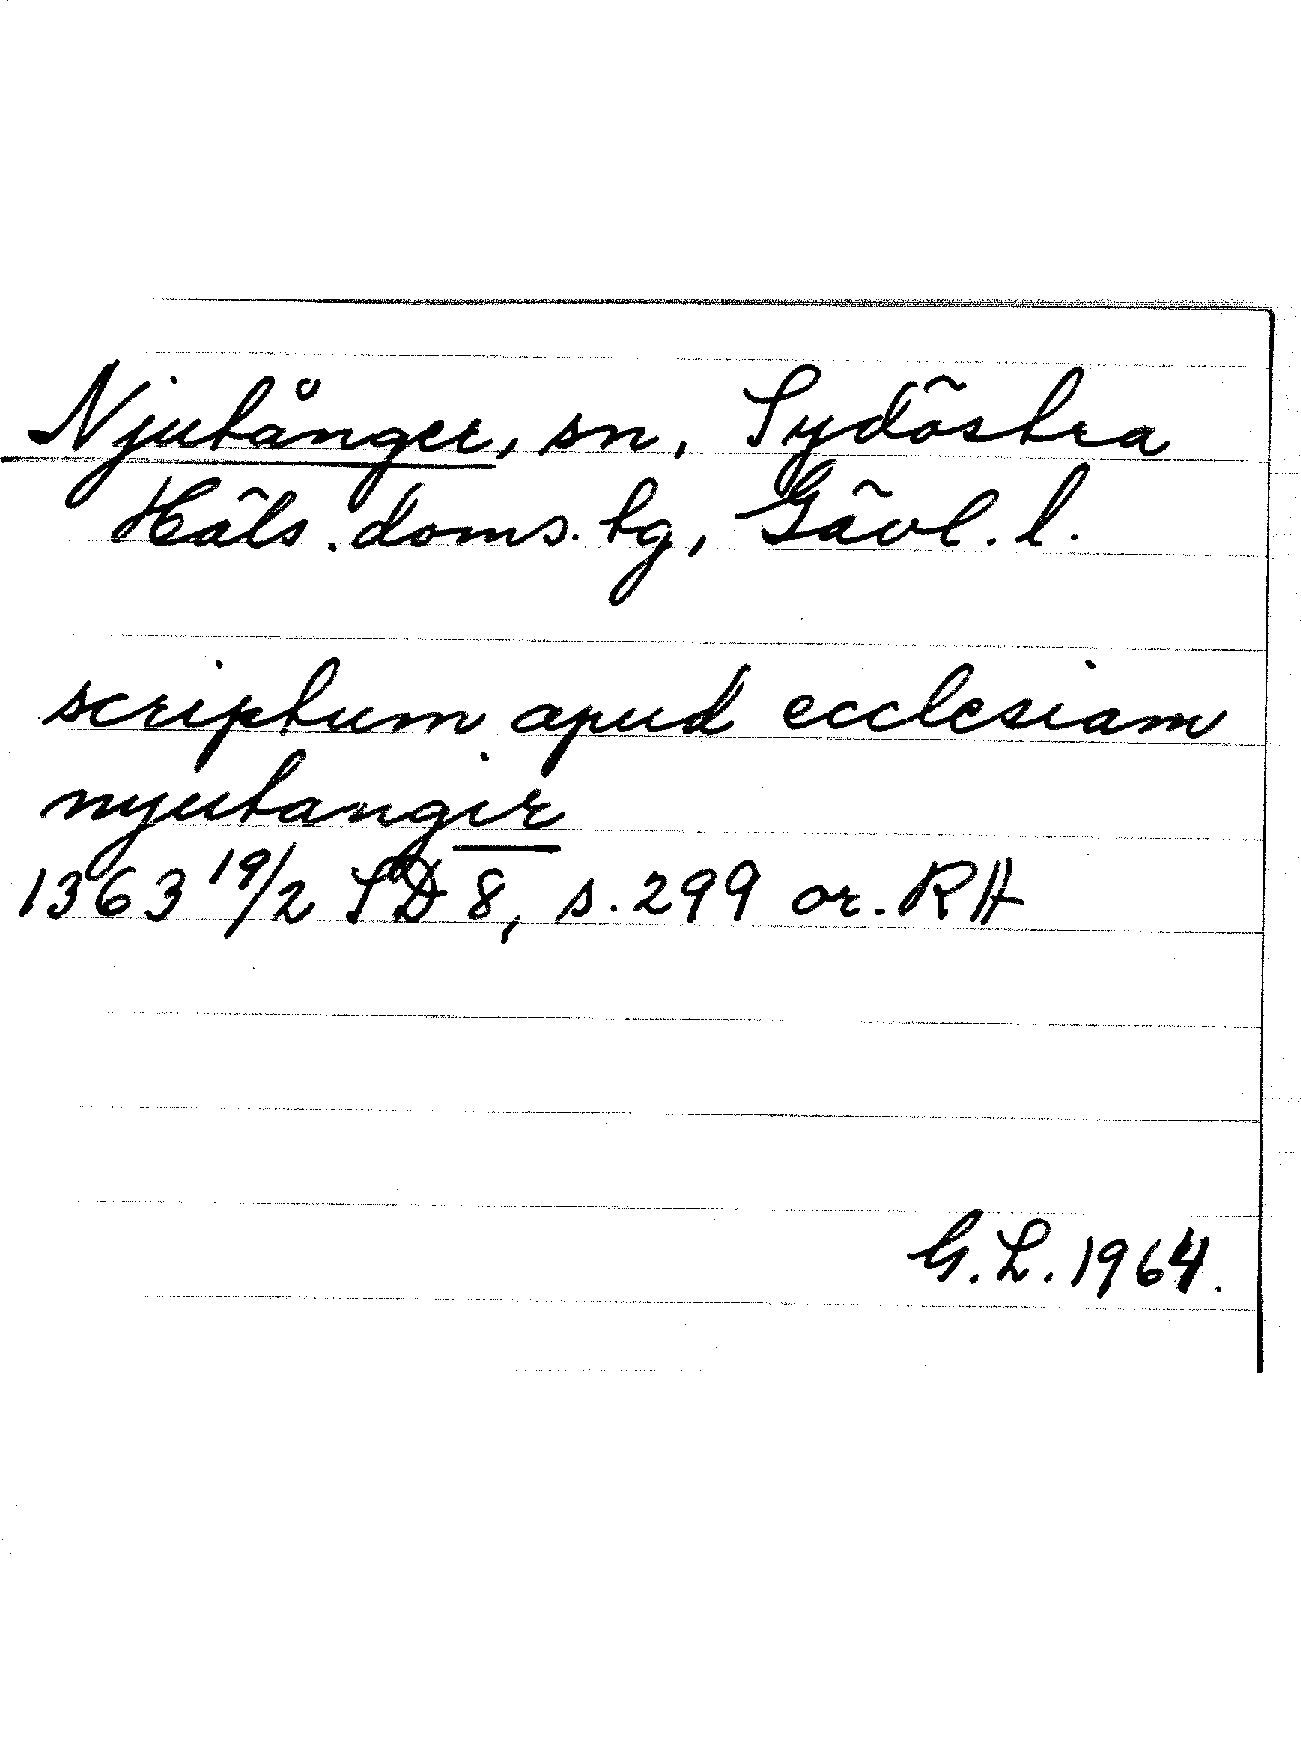 Njutånger, sn, Sydöstra
Häls. doms. tg, Gävl. l.
scriptum apud ecclesiam
nyutangir
1363 19/2 SD 8, s. 299 or. RA
G. L. 1964.